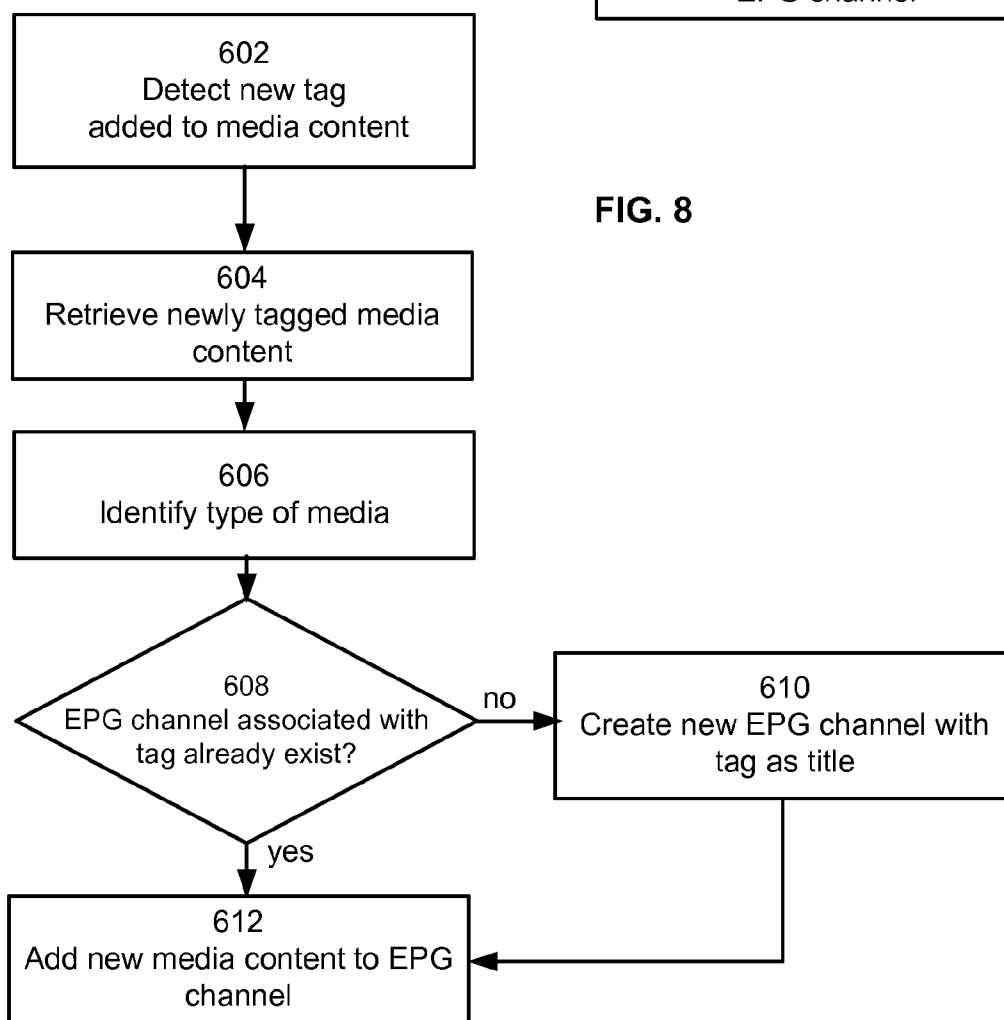 EPG channel
602
Detect new tag
added to media content
FIG. 8
604
Retrieve newly tagged media
content
606
Identify type of media
608
EPG channel associated with
tag already exist?
no
610
Create new EPG channel with
tag as title
yes
612
Add new media content to EPG
channel